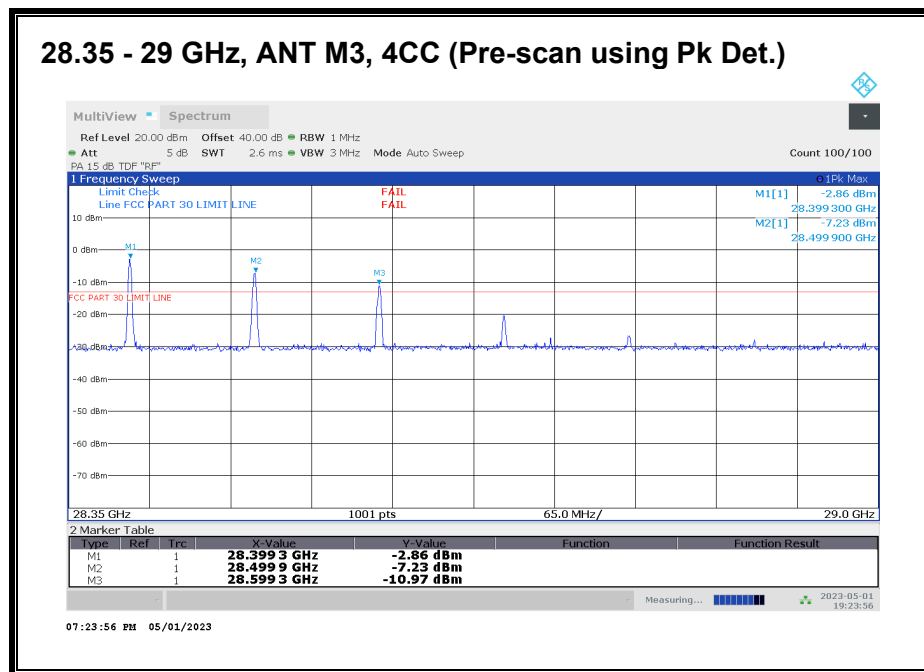 28.35 - 29 GHz, ANT M3, 4CC (Pre-scan using Pk Det.)
R&S
MultiView Spectrum
Ref Level 20.00 dBm Offset 40.00 dB RBW 1 MHz
Att 5 dB SWT 2.6 ms VBW 3 MHz Mode Auto Sweep Count 100/100
PA 15 dB TDF "RF"
1 Frequency Sweep 1Pk Max
Limit Check FAIL M1[1] -2.86 dBm
Line FCC PART 30 LIMIT LINE FAIL 28.399 300 GHz
10 dBm M2[1] -7.23 dBm
28.499 900 GHz
0 dBm M1
M2
M3
-10 dBm
FCC PART 30 LIMIT LINE
-20 dBm
-30 dBm
-40 dBm
-50 dBm
-60 dBm
-70 dBm
28.35 GHz 1001 pts 65.0 MHz/ 29.0 GHz
2 Marker Table
Type Ref Trc X-Value Y-Value Function Function Result
M1 1 28.399 3 GHz -2.86 dBm
M2 1 28.499 9 GHz -7.23 dBm
M3 1 28.599 3 GHz -10.97 dBm
Measuring... 2023-05-01
19:23:56
07:23:56 PM 05/01/2023